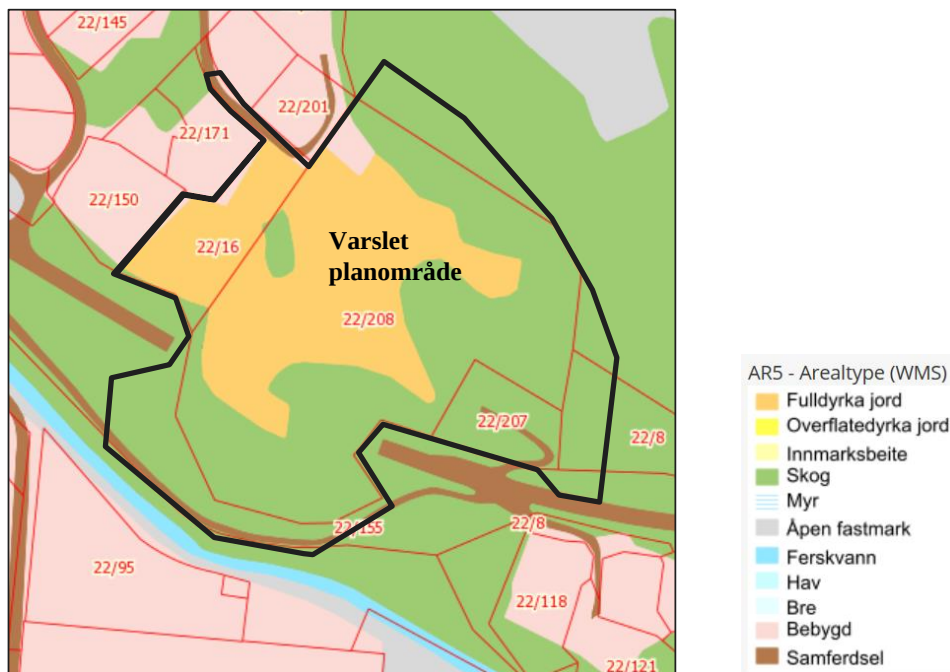 22/145
22/201
22/171
22/150
22/16
Varslet
planområde
22/208
22/207
22/8
22/155
22/8
22/95
22/118
22/121
AR5 - Arealtype (WMS)
Fulldyrka jord
Overflatedyrka jord
Innmarksbeite
Skog
Myr
Åpen fastmark
Ferskvann
Hav
Bre
Bebygd
Samferdsel